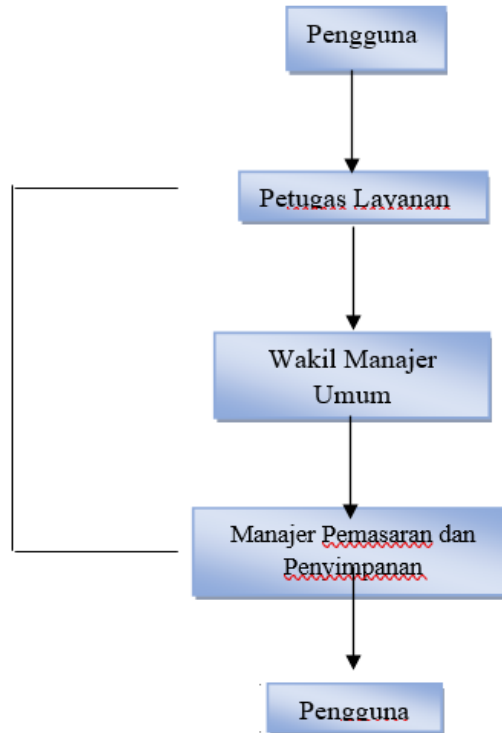 Pengguna
Petugas Layanan
Wakil Manajer
Umum
Manajer Pemasaran dan
Penyimpanan
Pengguna